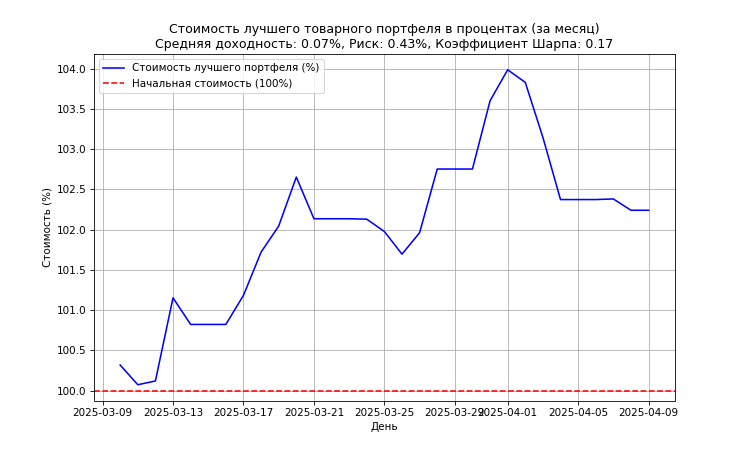 Стоимость лучшего товарного портфеля в процентах (за месяц)
Средняя доходность: 0.07%, Риск: 0.43%, Коэффициент Шарпа: 0.17
Стоимость лучшего портфеля (%)
Начальная стоимость (100%)
104.0
103.5
103.0
102.5
102.0
101.5
101.0
100.5
100.0
Стоимость (%)
2025-03-09 2025-03-13 2025-03-17 2025-03-21 2025-03-25 2025-03-29 2025-04-01 2025-04-05 2025-04-09
День